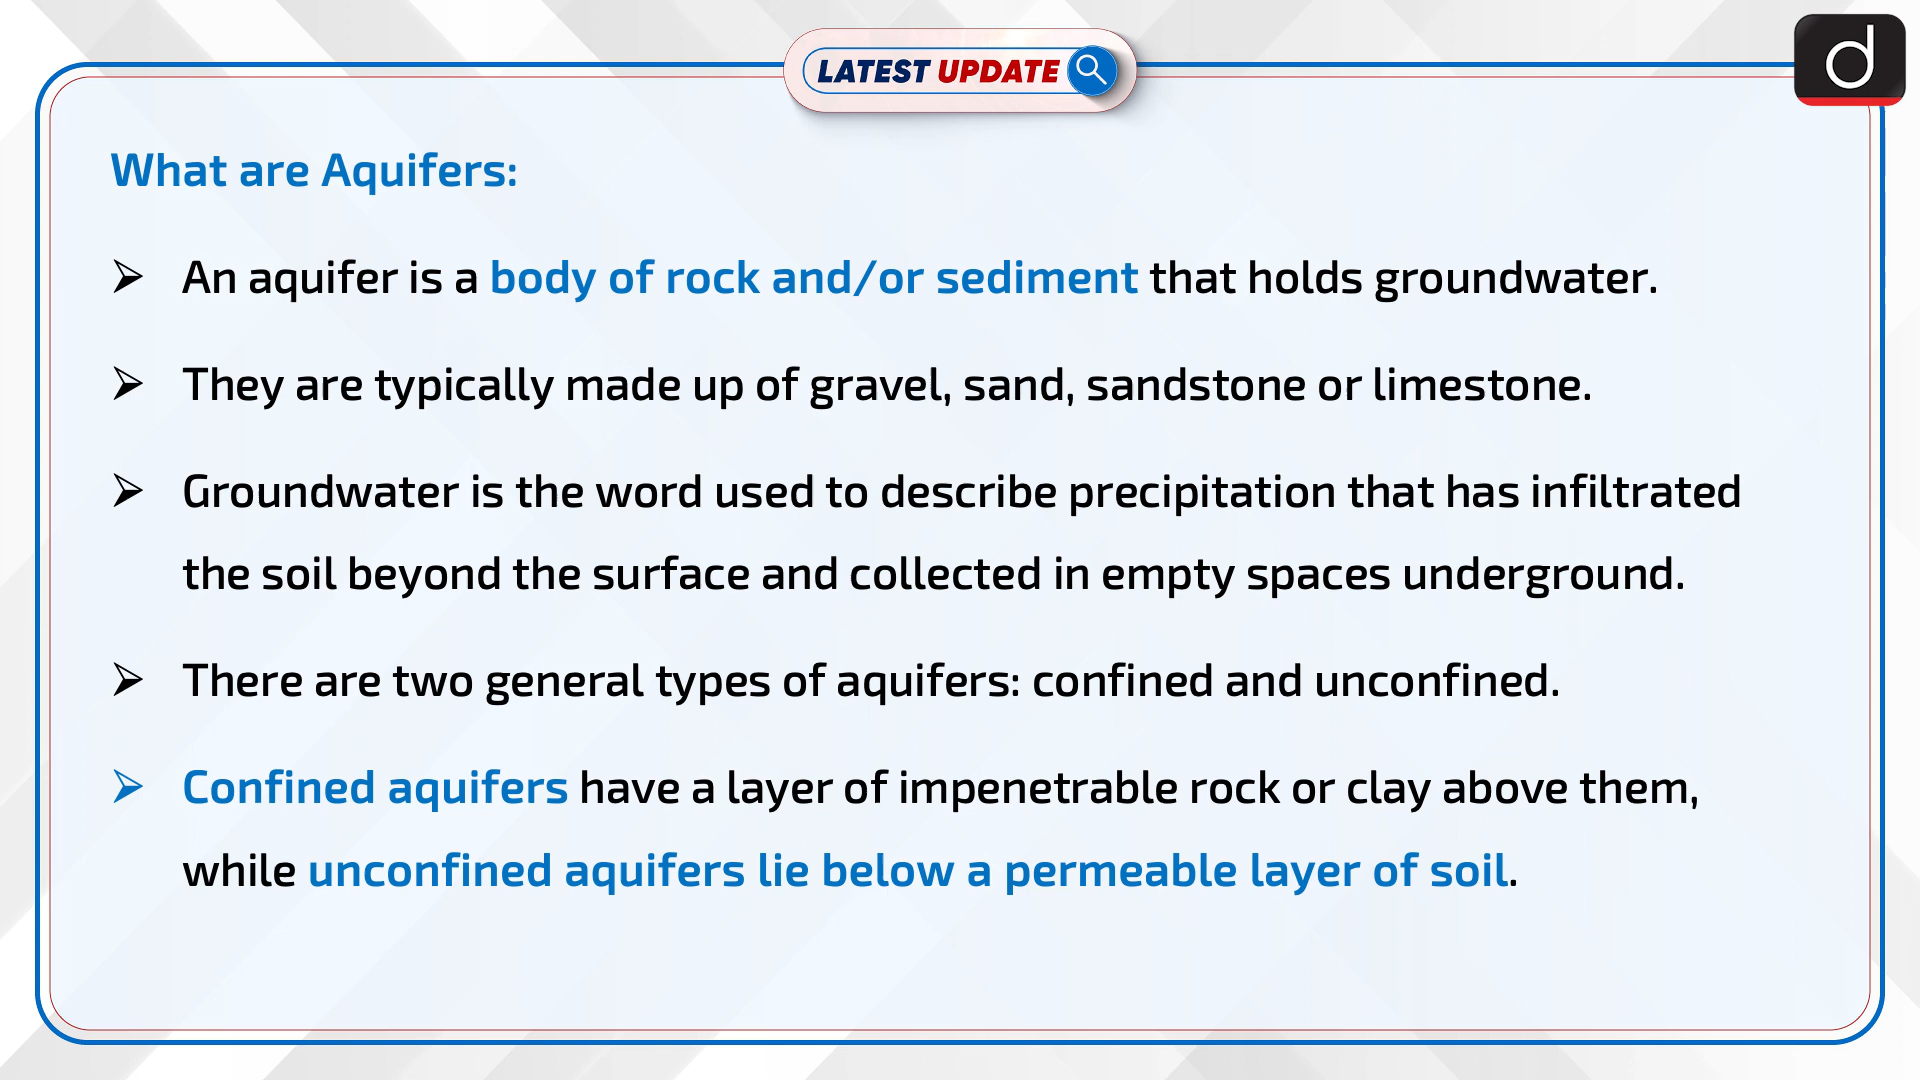 LATEST UPDATE
d
What are Aquifers:
➢ An aquifer is a body of rock and/or sediment that holds groundwater.
➢ They are typically made up of gravel, sand, sandstone or limestone.
➢ Groundwater is the word used to describe precipitation that has infiltrated
the soil beyond the surface and collected in empty spaces underground.
➢ There are two general types of aquifers: confined and unconfined.
➢ Confined aquifers have a layer of impenetrable rock or clay above them,
while unconfined aquifers lie below a permeable layer of soil.